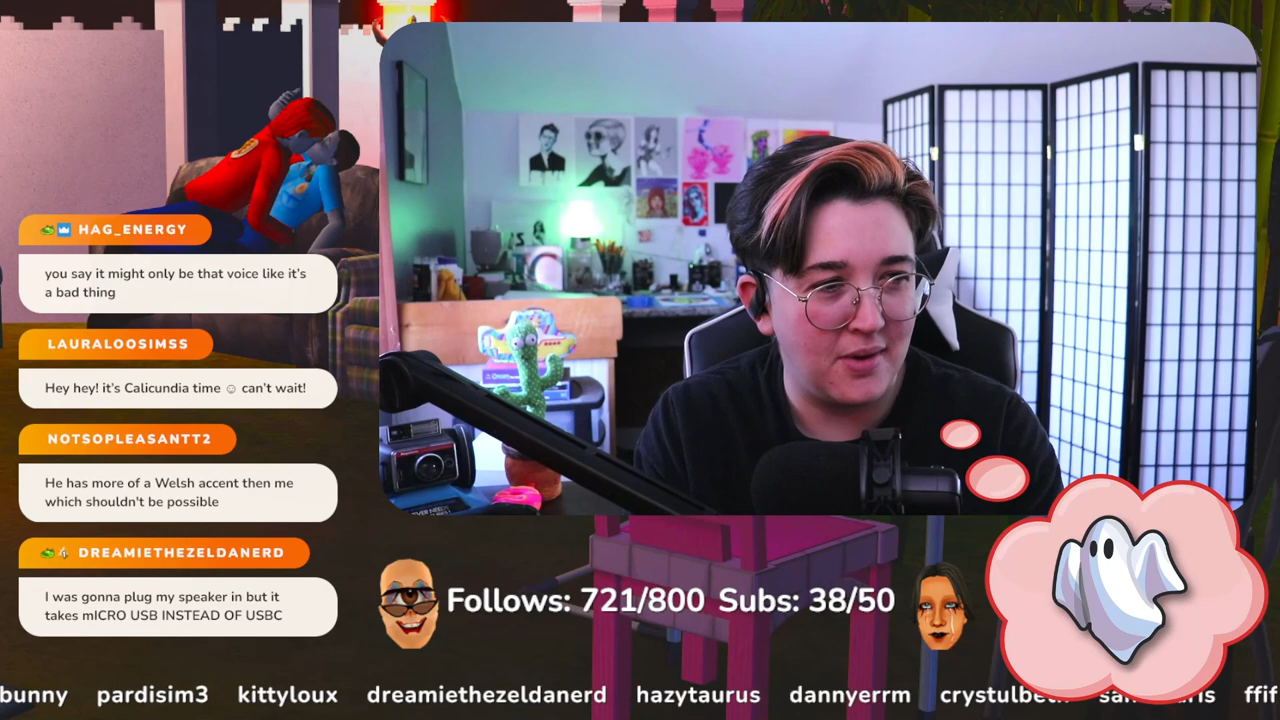 HAG_ENERGY
you say it might only be that voice like it's
a bad thing
LAURALOOSIMSS
Hey hey! it's Calicundia time ☺ can't wait!
NOTSOPLEASANTT2
He has more of a Welsh accent then me
which shouldn't be possible
DREAMIETHEZELDANERD
I was gonna plug my speaker in but it
takes mICRO USB INSTEAD OF USBC
Follows: 721/800 Subs: 38/50
bunny pardisim3 kittyloux dreamiethezeldanerd hazytaurus dannyerrm